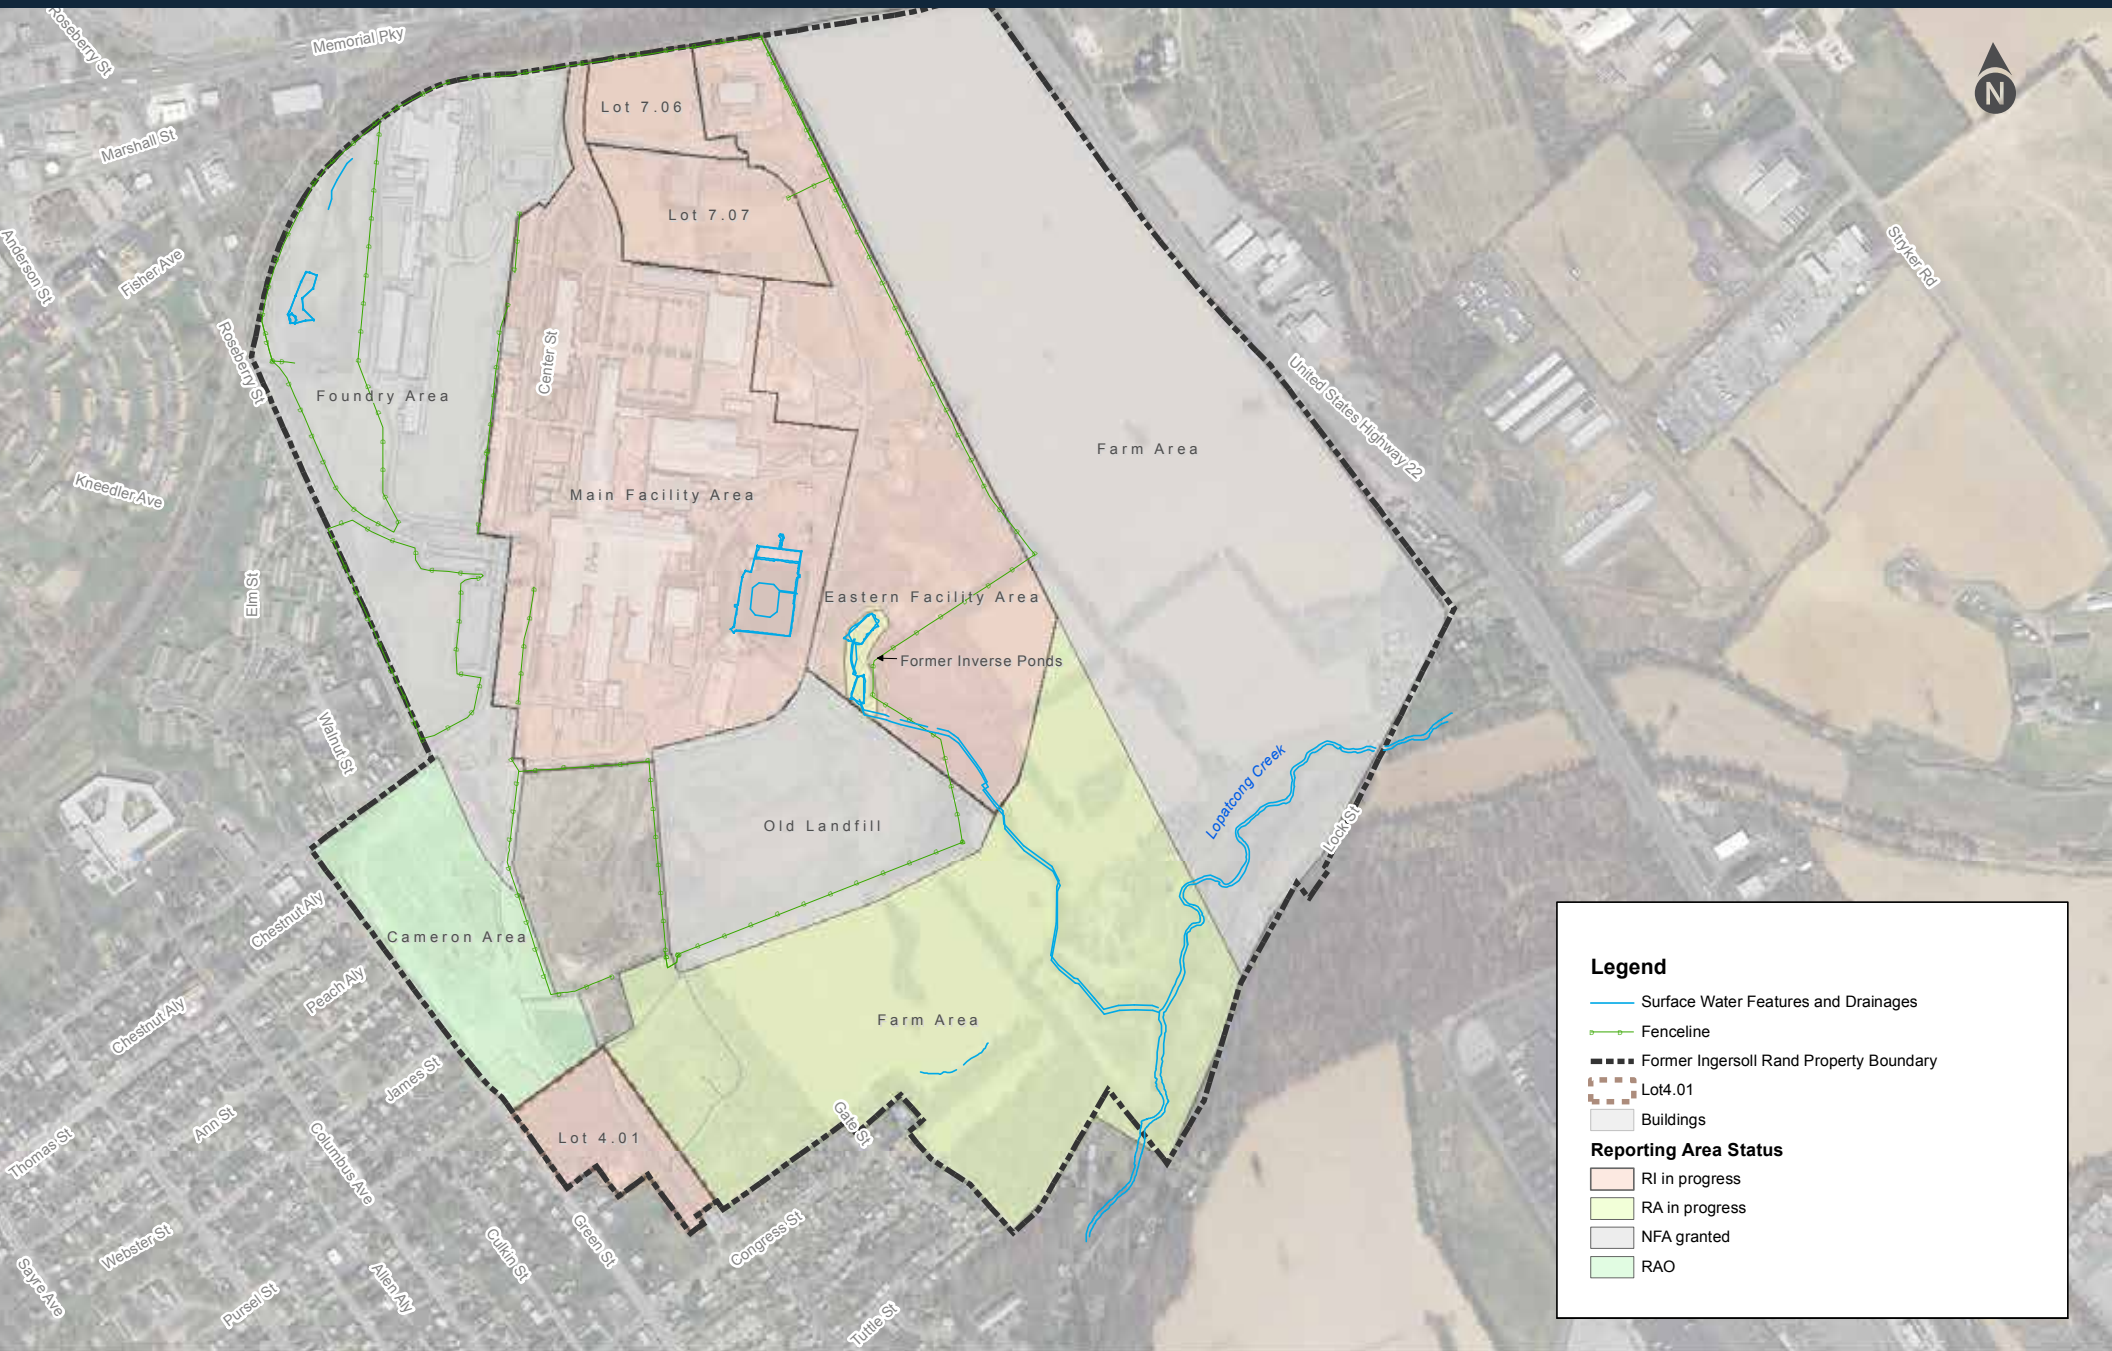 Roseberry St
Memorial Pky
N
Marshall St
Lot 7.06
Lot 7.07
Anderson St
Fisher Ave
Stryker Rd
Roseberry St
Center St
United States Highway 22
Foundry Area
Farm Area
Kneedler Ave
Main Facility Area
Elm St
Eastern Facility Area
Former Inverse Ponds
Walnut St
Lopatcong Creek
Lock St
Old Landfill
Chestnut Aly
Cameron Area
Peach Aly
Chestnut Aly
Farm Area
James St
Ann St
Gate St
Thomas St
Columbus Ave
Lot 4.01
Webster St
Culkin St
Green St
Congress St
Sayre Ave
Pursel St
Allen Aly
Tuttle St
Legend
Surface Water Features and Drainages
Fenceline
Former Ingersoll Rand Property Boundary
Lot4.01
Buildings
Reporting Area Status
RI in progress
RA in progress
NFA granted
RAO